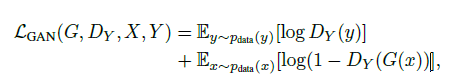 ℒ_GAN(G, D_Y, X, Y) = 𝔼_{y∼p_data(y)}[log D_Y(y)]
+ 𝔼_{x∼p_data(x)}[log(1 − D_Y(G(x))],